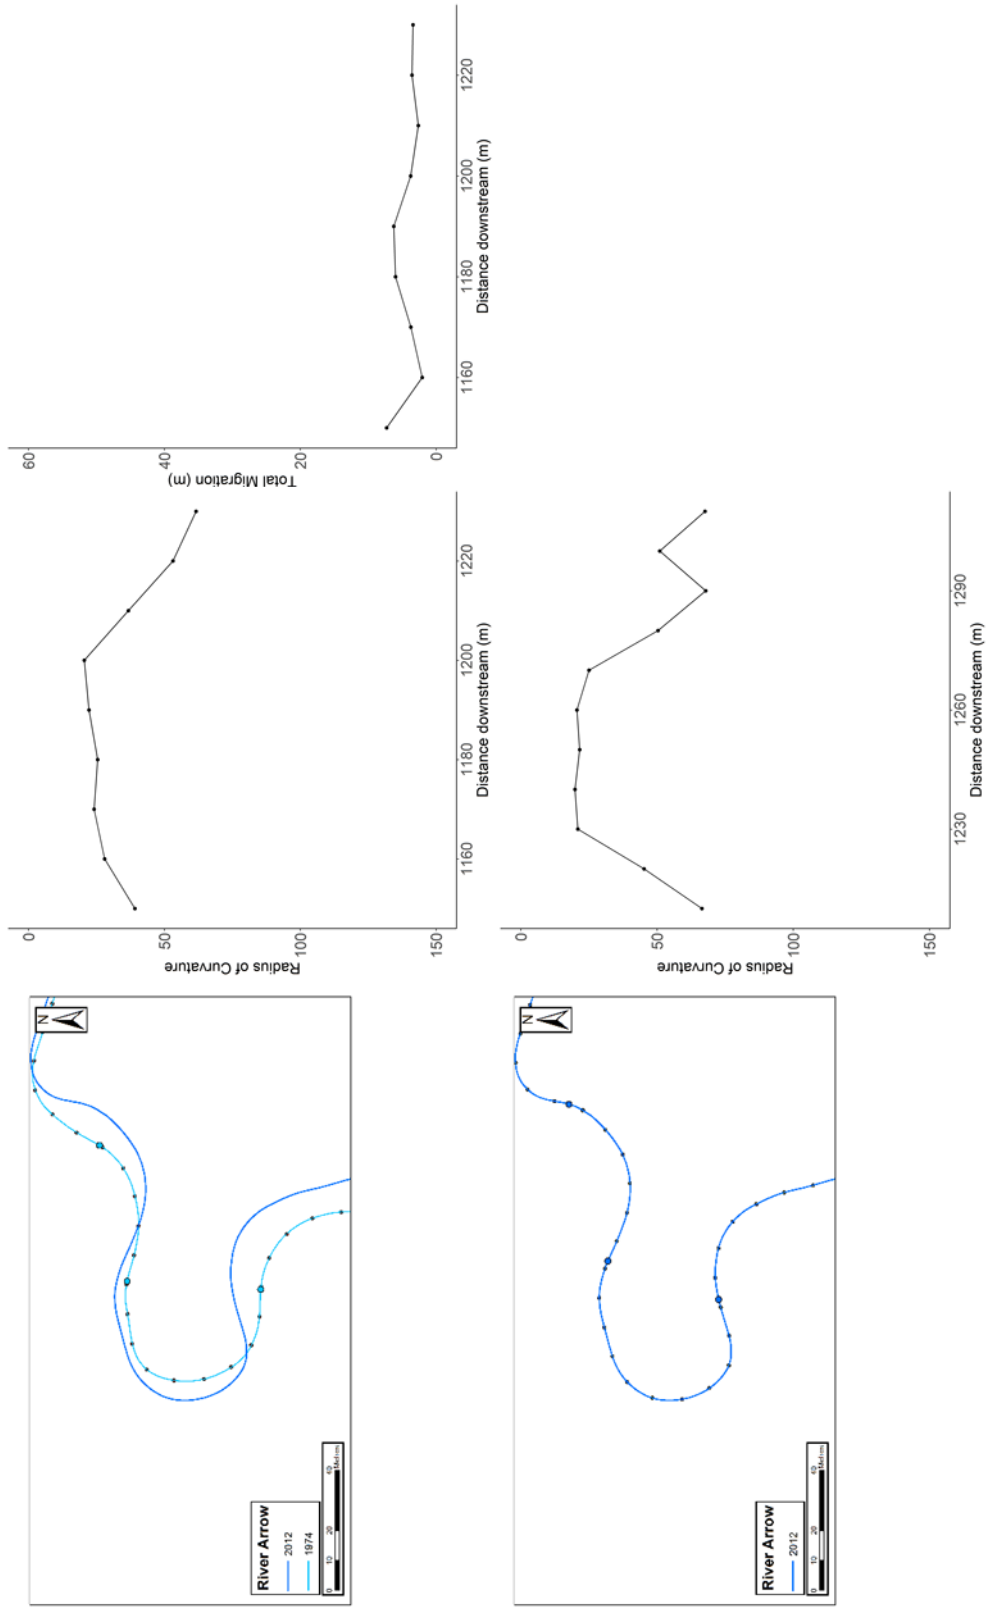 N
River Arrow
2012
1974
0 10 20 40
Metres
Radius of Curvature
0
50
100
150
1160
1180
1200
1220
Distance downstream (m)
Total Migration (m)
60
40
20
0
1160
1180
1200
1220
Distance downstream (m)
N
River Arrow
2012
0 10 20 40
Metres
Radius of Curvature
0
50
100
150
1230
1260
1290
Distance downstream (m)